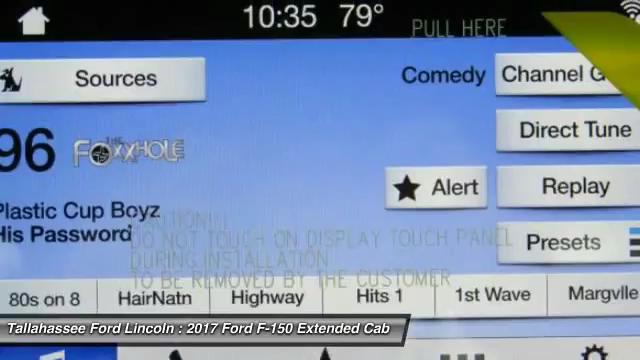 10:35 79°
PULL HERE
Sources
Comedy
Channel G
Direct Tune
96 THE FOXXHOLE
Alert
Replay
Plastic Cup Boyz
His Password
CAUTION!!!
DO NOT TOUCH ON DISPLAY TOUCH PANEL
DURING INSTALLATION
TO BE REMOVED BY THE CUSTOMER
Presets
80s on 8 HairNatn Highway Hits 1 1st Wave Margvlle
Tallahassee Ford Lincoln : 2017 Ford F-150 Extended Cab